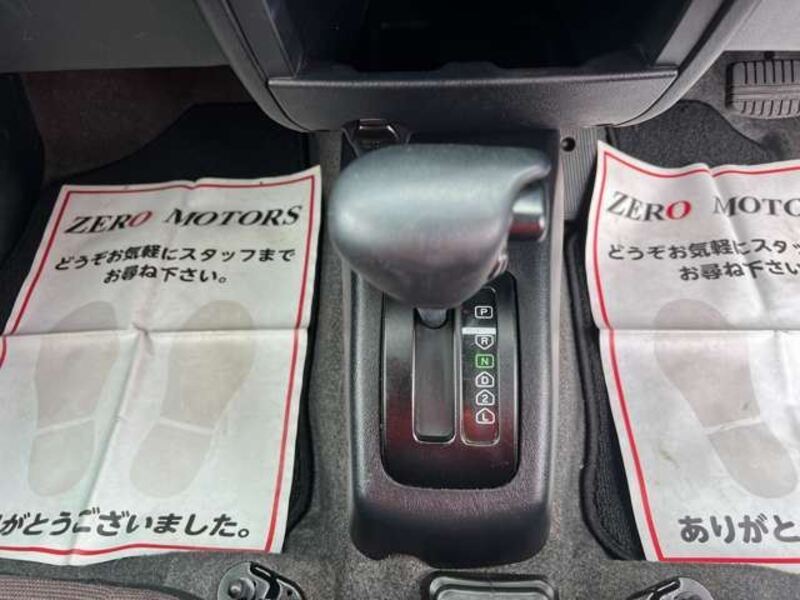 ZERO MOTORS
どうぞお気軽にスタッフまで
お尋ね下さい。
がとうございました。
P
R
N
D
2
L
ZERO MOTO
どうぞお気軽にスタッ
お尋ね下さい
ありがと